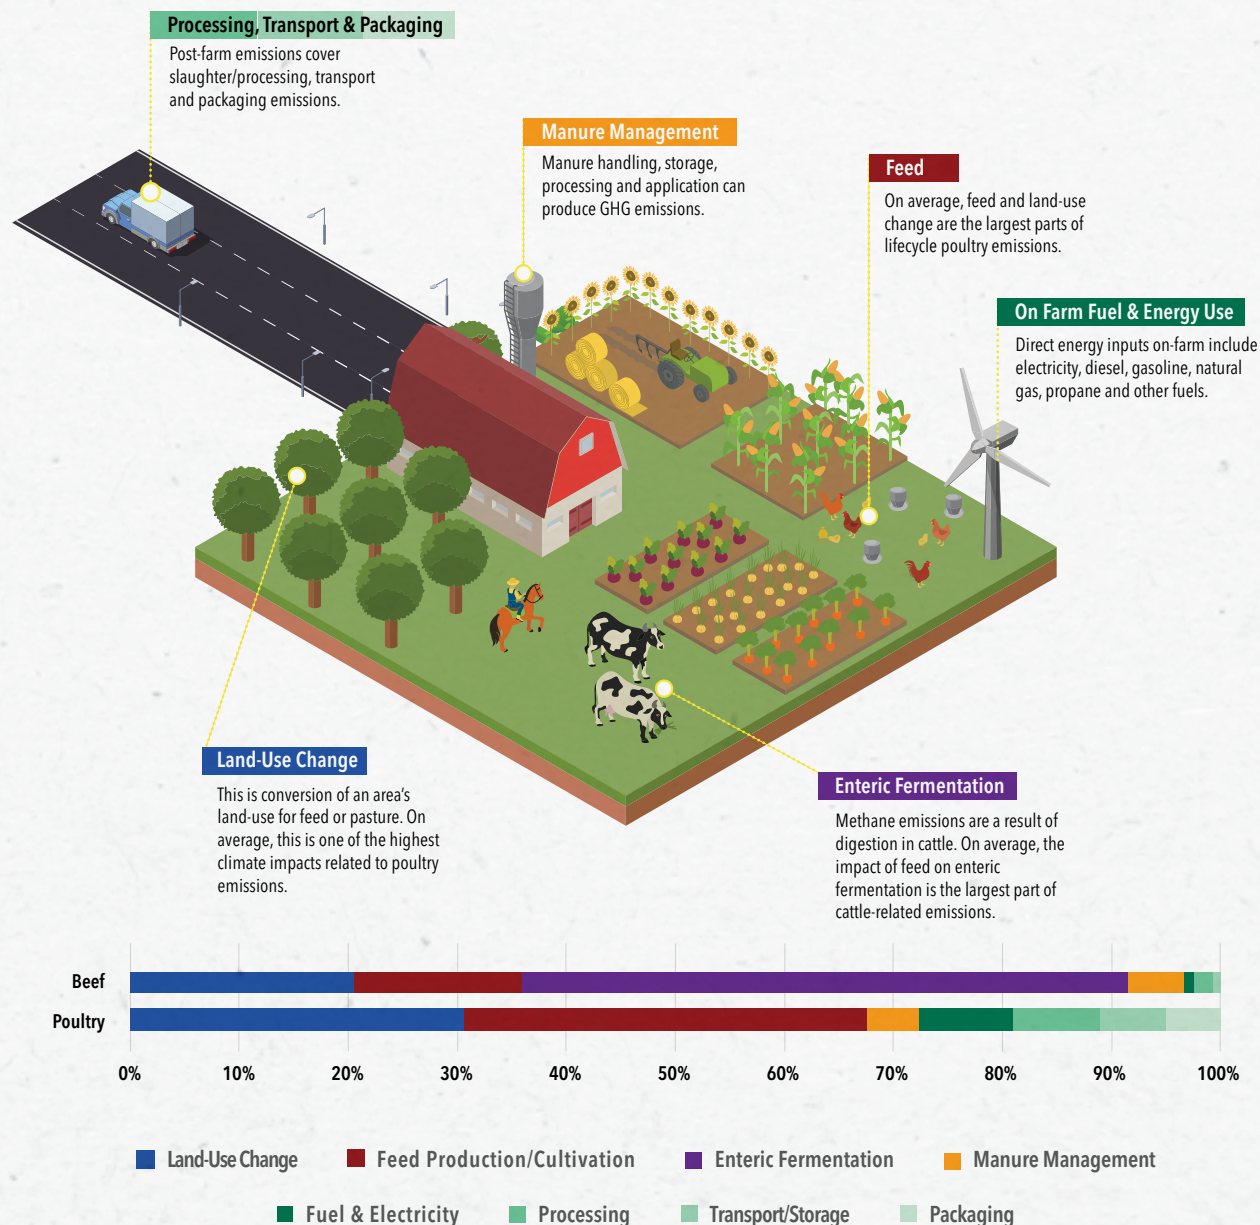 Processing, Transport & Packaging
Post-farm emissions cover
slaughter/processing, transport
and packaging emissions.
Manure Management
Manure handling, storage,
processing and application can
produce GHG emissions.
Feed
On average, feed and land-use
change are the largest parts of
lifecycle poultry emissions.
On Farm Fuel & Energy Use
Direct energy inputs on-farm include
electricity, diesel, gasoline, natural
gas, propane and other fuels.
Land-Use Change
This is conversion of an area's
land-use for feed or pasture. On
average, this is one of the highest
climate impacts related to poultry
emissions.
Enteric Fermentation
Methane emissions are a result of
digestion in cattle. On average, the
impact of feed on enteric
fermentation is the largest part of
cattle-related emissions.
Beef
Poultry
0% 10% 20% 30% 40% 50% 60% 70% 80% 90% 100%
Land-Use Change Feed Production/Cultivation Enteric Fermentation Manure Management
Fuel & Electricity Processing Transport/Storage Packaging